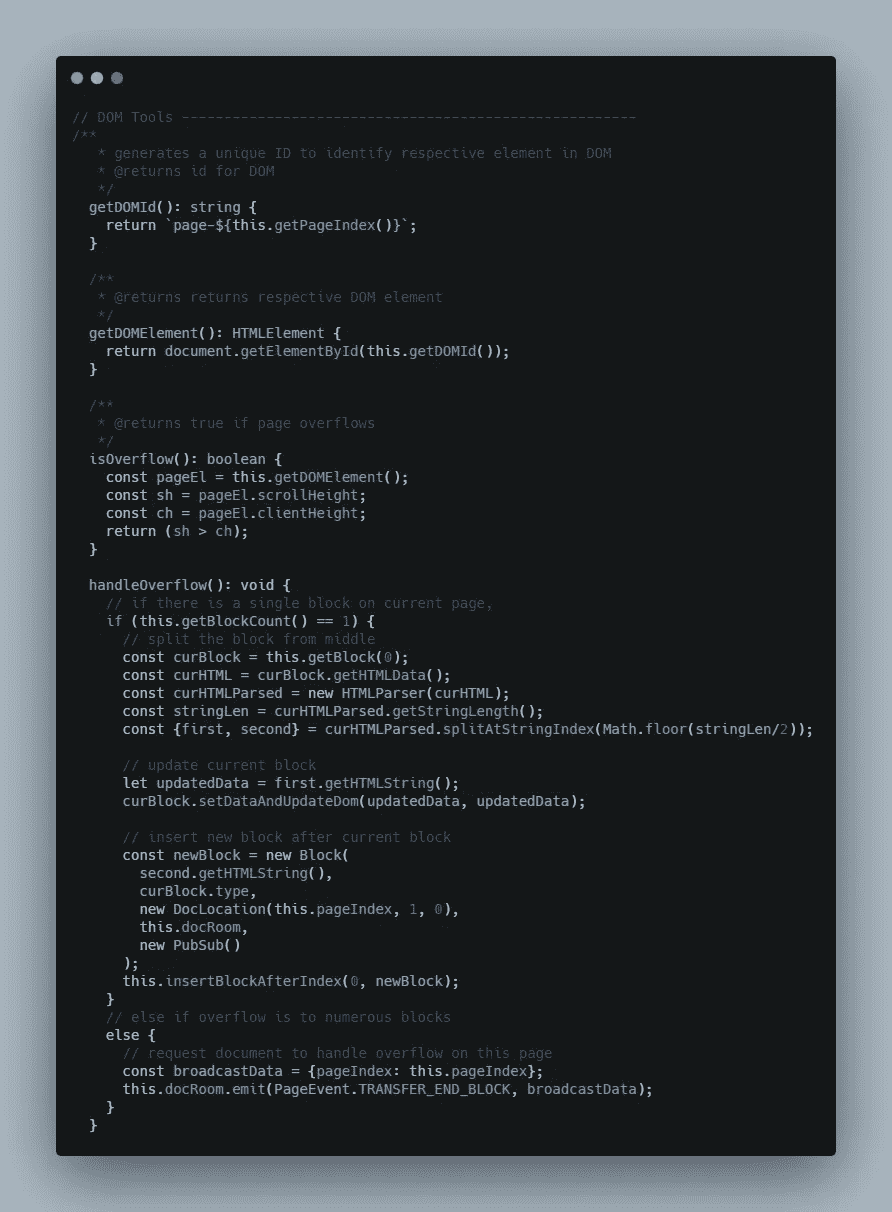 // DOM Tools ------------------------------------------------------
/**
   * generates a unique ID to identify respective element in DOM
   * @returns id for DOM
   */
  getDOMId(): string {
    return `page-${this.getPageIndex()}`;
  }

  /**
   * @returns returns respective DOM element
   */
  getDOMElement(): HTMLElement {
    return document.getElementById(this.getDOMId());
  }

  /**
   * @returns true if page overflows
   */
  isOverflow(): boolean {
    const pageEl = this.getDOMElement();
    const sh = pageEl.scrollHeight;
    const ch = pageEl.clientHeight;
    return (sh > ch);
  }

  handleOverflow(): void {
    // if there is a single block on current page,
    if (this.getBlockCount() == 1) {
      // split the block from middle
      const curBlock = this.getBlock(0);
      const curHTML = curBlock.getHTMLData();
      const curHTMLParsed = new HTMLParser(curHTML);
      const stringLen = curHTMLParsed.getStringLength();
      const {first, second} = curHTMLParsed.splitAtStringIndex(Math.floor(stringLen/2));

      // update current block
      let updatedData = first.getHTMLString();
      curBlock.setDataAndUpdateDom(updatedData, updatedData);

      // insert new block after current block
      const newBlock = new Block(
        second.getHTMLString(),
        curBlock.type,
        new DocLocation(this.pageIndex, 1, 0),
        this.docRoom,
        new PubSub()
      );
      this.insertBlockAfterIndex(0, newBlock);
    }
    // else if overflow is to numerous blocks
    else {
      // request document to handle overflow on this page
      const broadcastData = {pageIndex: this.pageIndex};
      this.docRoom.emit(PageEvent.TRANSFER_END_BLOCK, broadcastData);
    }
  }